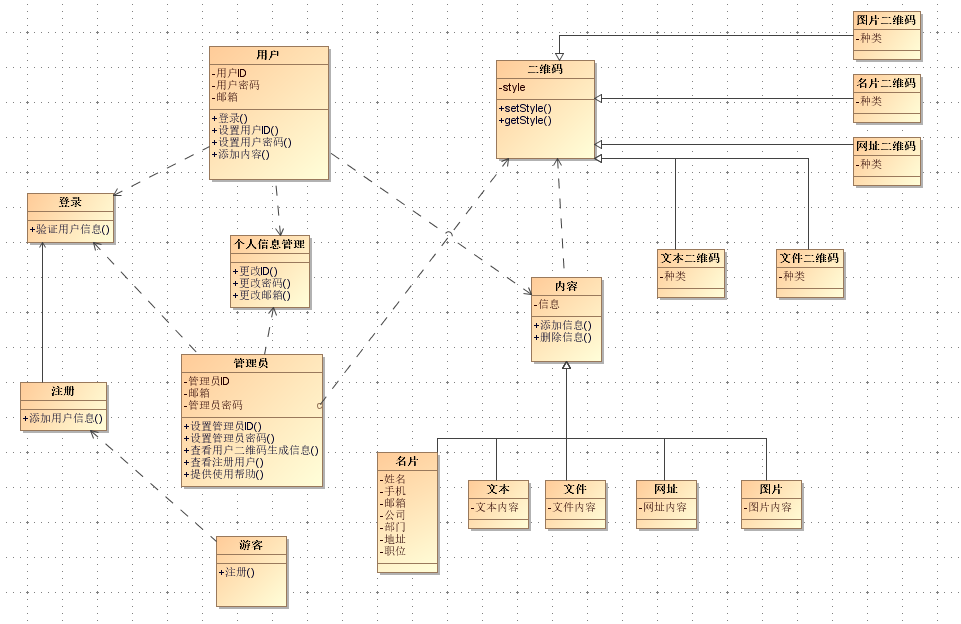 用户
-用户ID
-用户密码
-邮箱
+登录()
+设置用户ID()
+设置用户密码()
+添加内容()
二维码
-style
+setStyle()
+getStyle()
图片二维码
-种类
名片二维码
-种类
网址二维码
-种类
登录
+验证用户信息()
个人信息管理
+更改ID()
+更改密码()
+更改邮箱()
文本二维码
-种类
文件二维码
-种类
内容
-信息
+添加信息()
+删除信息()
管理员
-管理员ID
-邮箱
-管理员密码
+设置管理员ID()
+设置管理员密码()
+查看用户二维码生成信息()
+查看注册用户()
+提供使用帮助()
注册
+添加用户信息()
名片
-姓名
-手机
-邮箱
-公司
-部门
-地址
-职位
文本
-文本内容
文件
-文件内容
网址
-网址内容
图片
-图片内容
游客
+注册()